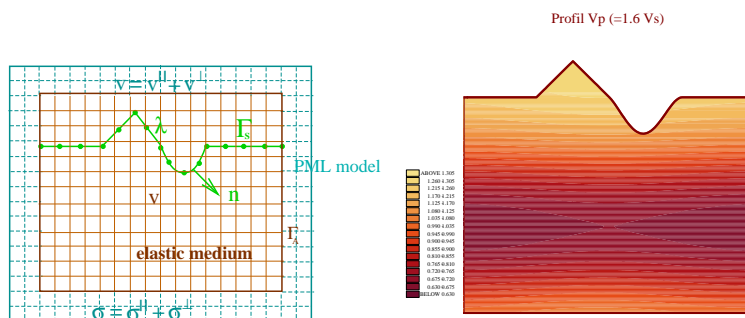 Profil Vp (=1.6 Vs)
v = v^∥ + v^⊥
λ
Γs
PML model
v
n
elastic medium
ABOVE 1.305
1.260 1.305
1.215 1.260
1.170 1.215
1.125 1.170
1.080 1.125
1.035 1.080
0.990 1.035
0.945 0.990
0.900 0.945
0.855 0.900
0.810 0.855
0.765 0.810
0.720 0.765
0.675 0.720
0.630 0.675
BELOW 0.630